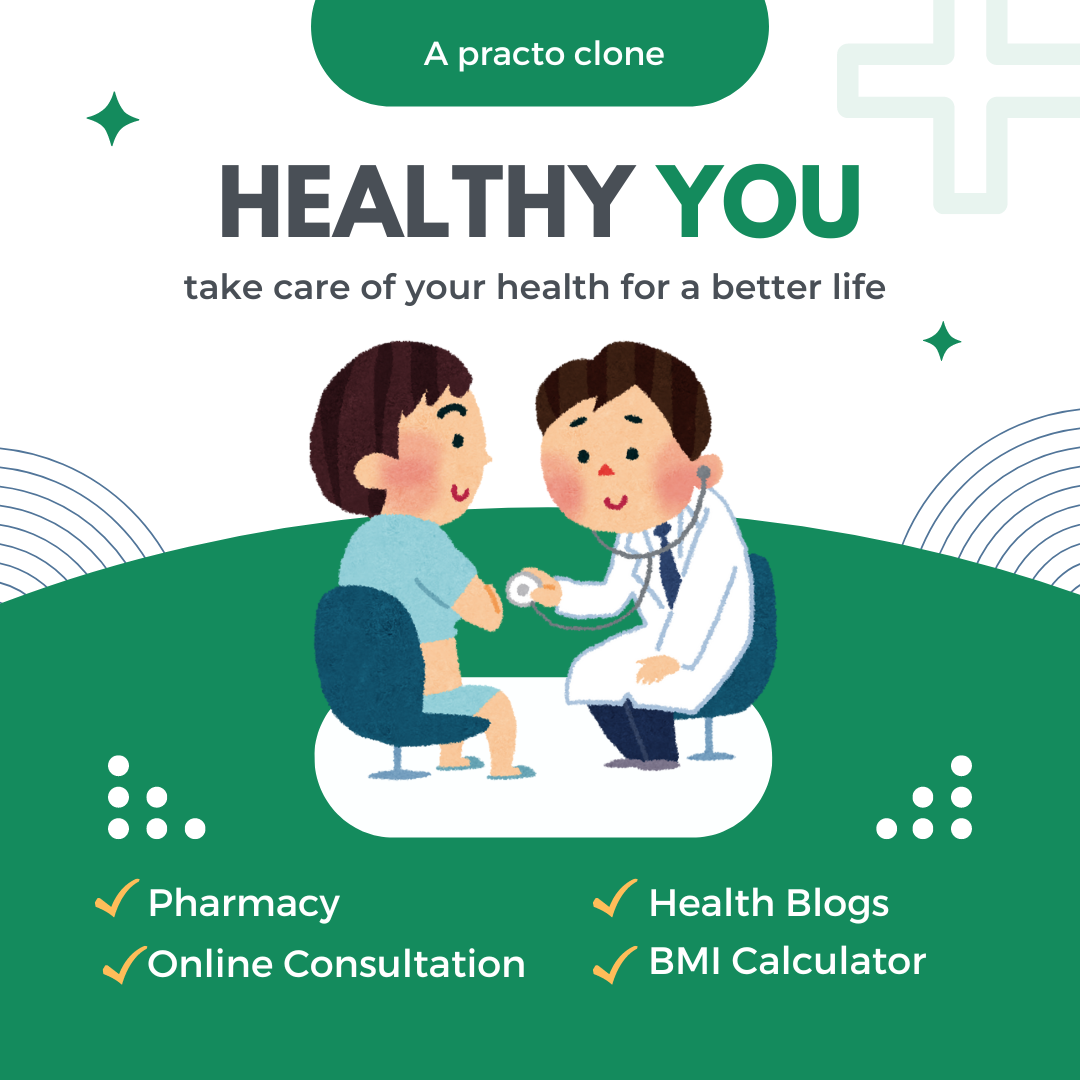 A practo clone
HEALTHY YOU
take care of your health for a better life
Pharmacy
Health Blogs
Online Consultation
BMI Calculator